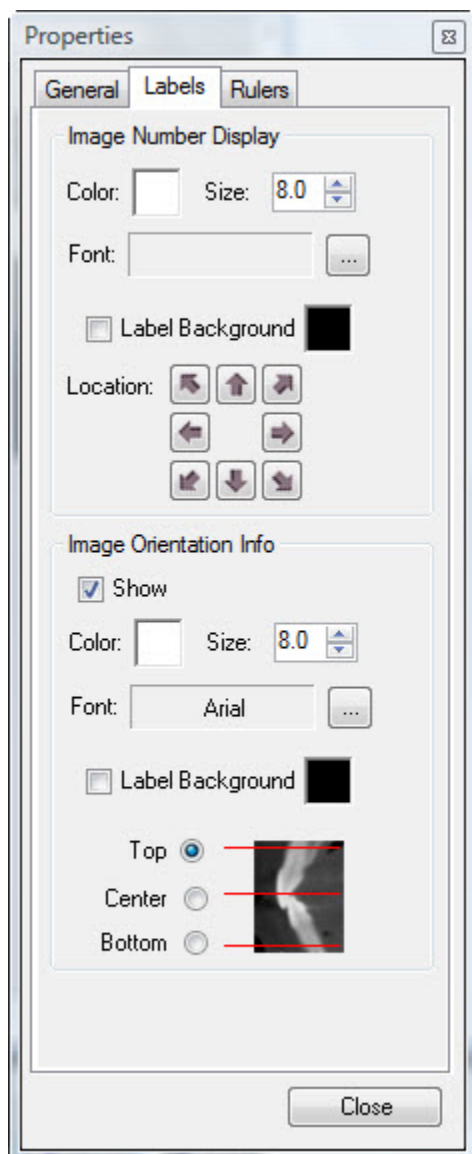 Properties
General Labels Rulers
Image Number Display
Color: Size: 8.0
Font: ...
Label Background
Location:
Image Orientation Info
Show
Color: Size: 8.0
Font: Arial ...
Label Background
Top
Center
Bottom
Close